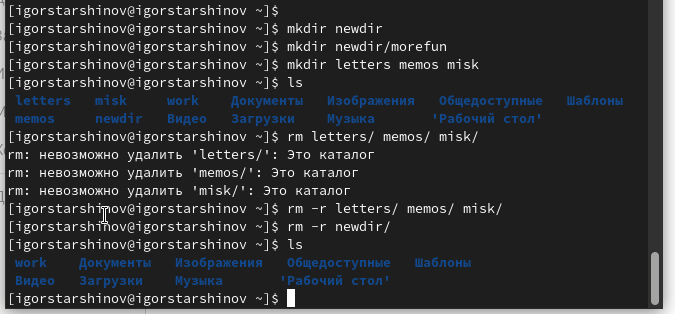 [igorstarshinov@igorstarshinov ~]$
[igorstarshinov@igorstarshinov ~]$ mkdir newdir
[igorstarshinov@igorstarshinov ~]$ mkdir newdir/morefun
[igorstarshinov@igorstarshinov ~]$ mkdir letters memos misk
[igorstarshinov@igorstarshinov ~]$ ls
letters misk work Документы Изображения Общедоступные Шаблоны
memos newdir Видео Загрузки Музыка 'Рабочий стол'
[igorstarshinov@igorstarshinov ~]$ rm letters/ memos/ misk/
rm: невозможно удалить 'letters/': Это каталог
rm: невозможно удалить 'memos/': Это каталог
rm: невозможно удалить 'misk/': Это каталог
[igorstarshinov@igorstarshinov ~]$ rm -r letters/ memos/ misk/
[igorstarshinov@igorstarshinov ~]$ rm -r newdir/
[igorstarshinov@igorstarshinov ~]$ ls
work Документы Изображения Общедоступные Шаблоны
Видео Загрузки Музыка 'Рабочий стол'
[igorstarshinov@igorstarshinov ~]$